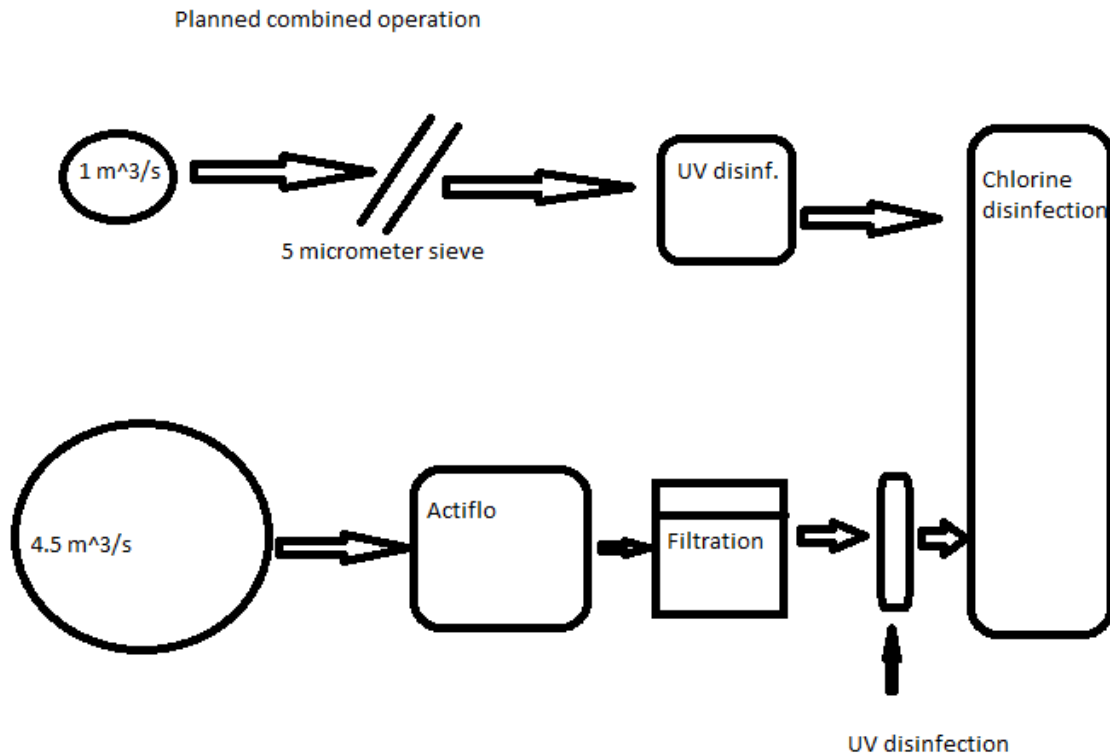 Planned combined operation
1 m^3/s
5 micrometer sieve
UV disinf.
Chlorine
disinfection
4.5 m^3/s
Actiflo
Filtration
UV disinfection